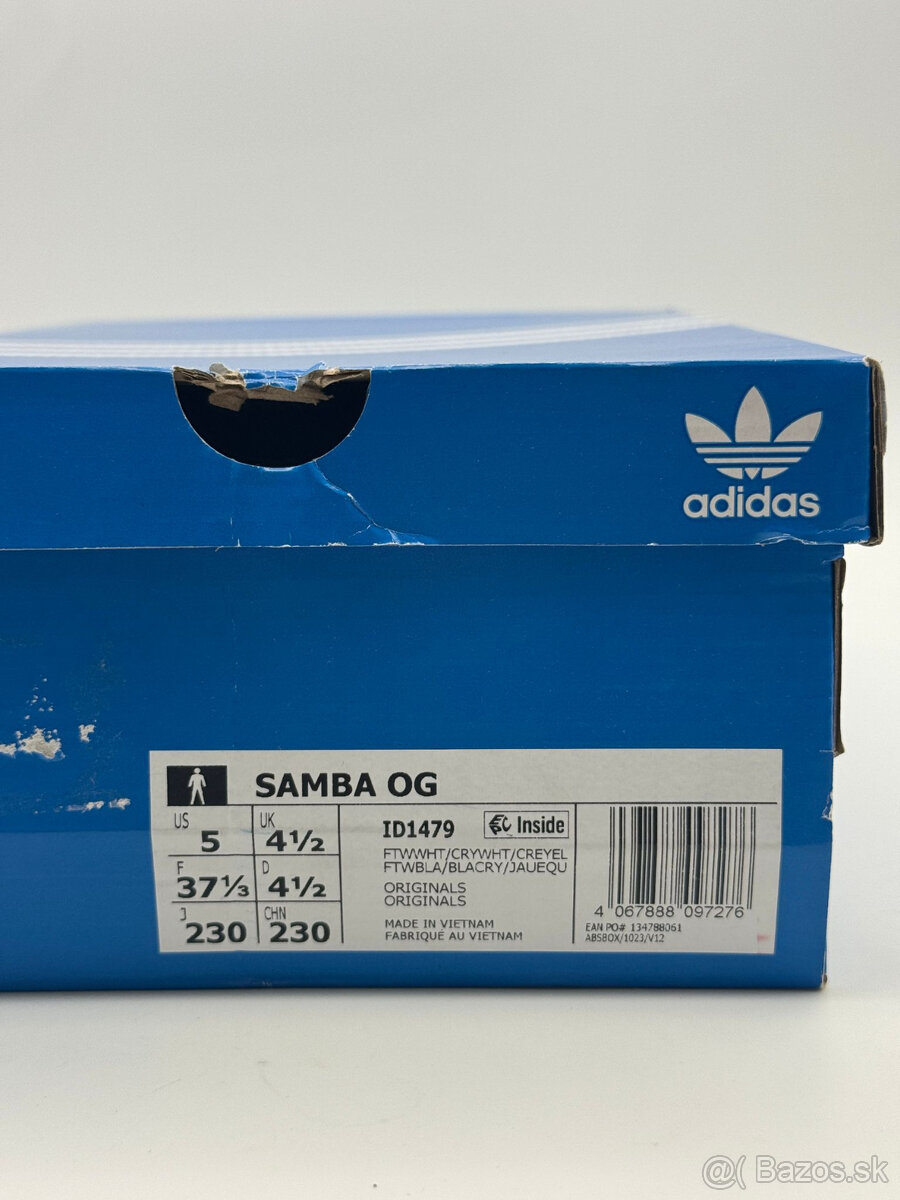 adidas
SAMBA OG
US 5 UK 4½
F 37⅓ D 4½
J 230 CHN 230
ID1479 Inside
FTWWHT/CRYWHT/CREYEL
FTWBLA/BLACRY/JAUEQU
ORIGINALS
ORIGINALS
MADE IN VIETNAM
FABRIQUÉ AU VIETNAM
4 067888 097276
EAN PO# 134788061
ABSBOX/1023/V12
@( Bazos.sk